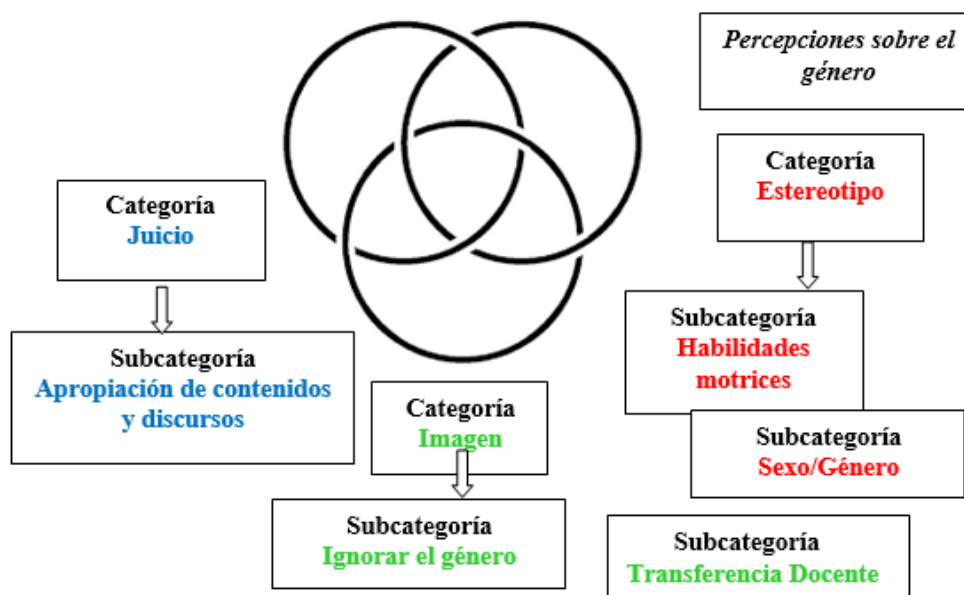 Percepciones sobre el
género
Categoría
Estereotipo
Categoría
Juicio
Subcategoría
Habilidades
motrices
Subcategoría
Apropiación de contenidos
y discursos
Categoría
Imagen
Subcategoría
Sexo/Género
Subcategoría
Ignorar el género
Subcategoría
Transferencia Docente